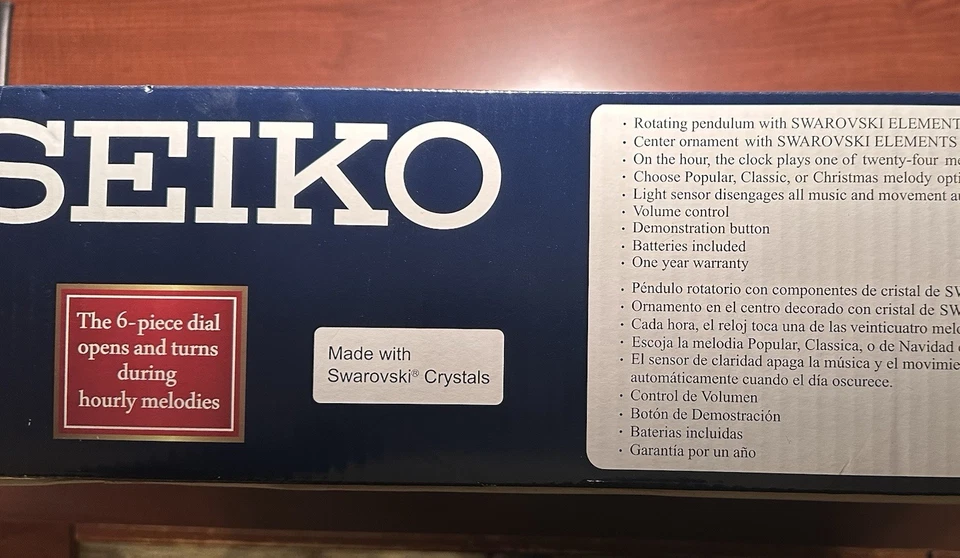 SEIKO
The 6-piece dial
opens and turns
during
hourly melodies
Made with
Swarovski® Crystals
· Rotating pendulum with SWAROVSKI ELEMENT
· Center ornament with SWAROVSKI ELEMENTS
· On the hour, the clock plays one of twenty-four
· Choose Popular, Classic, or Christmas melody
· Light sensor disengages all music and movement
· Volume control
· Demonstration button
· Batteries included
· One year warranty
· Péndulo rotatorio con componentes de cristal de
· Ornamento en el centro decorado con cristal de
· Cada hora, el reloj toca una de las veinticuatro
· Escoja la melodia Popular, Classica, o de Navidad
· El sensor de claridad apaga la música y el
automáticamente cuando el día oscurece.
· Control de Volumen
· Botón de Demostración
· Baterias incluidas
· Garantía por un año